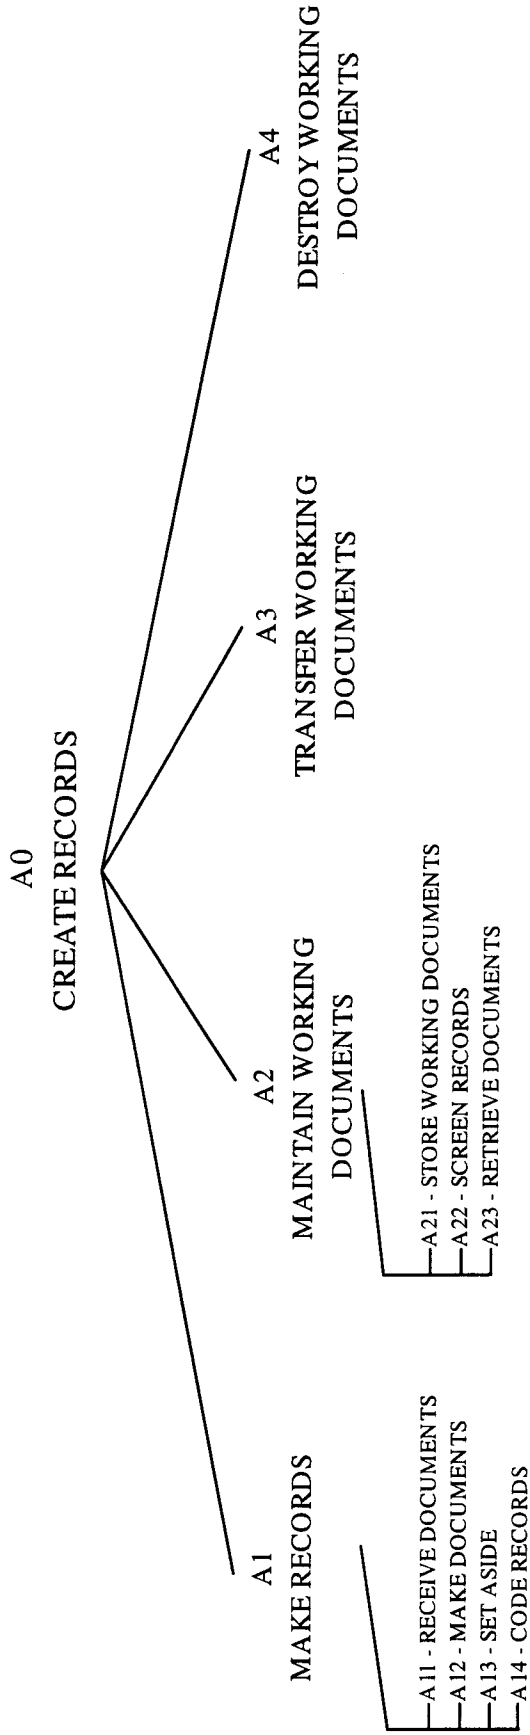 A0
CREATE RECORDS
A1
MAKE RECORDS
A11 - RECEIVE DOCUMENTS
A12 - MAKE DOCUMENTS
A13 - SET ASIDE
A14 - CODE RECORDS
A2
MAINTAIN WORKING
DOCUMENTS
A21 - STORE WORKING DOCUMENTS
A22 - SCREEN RECORDS
A23 - RETRIEVE DOCUMENTS
A3
TRANSFER WORKING
DOCUMENTS
A4
DESTROY WORKING
DOCUMENTS